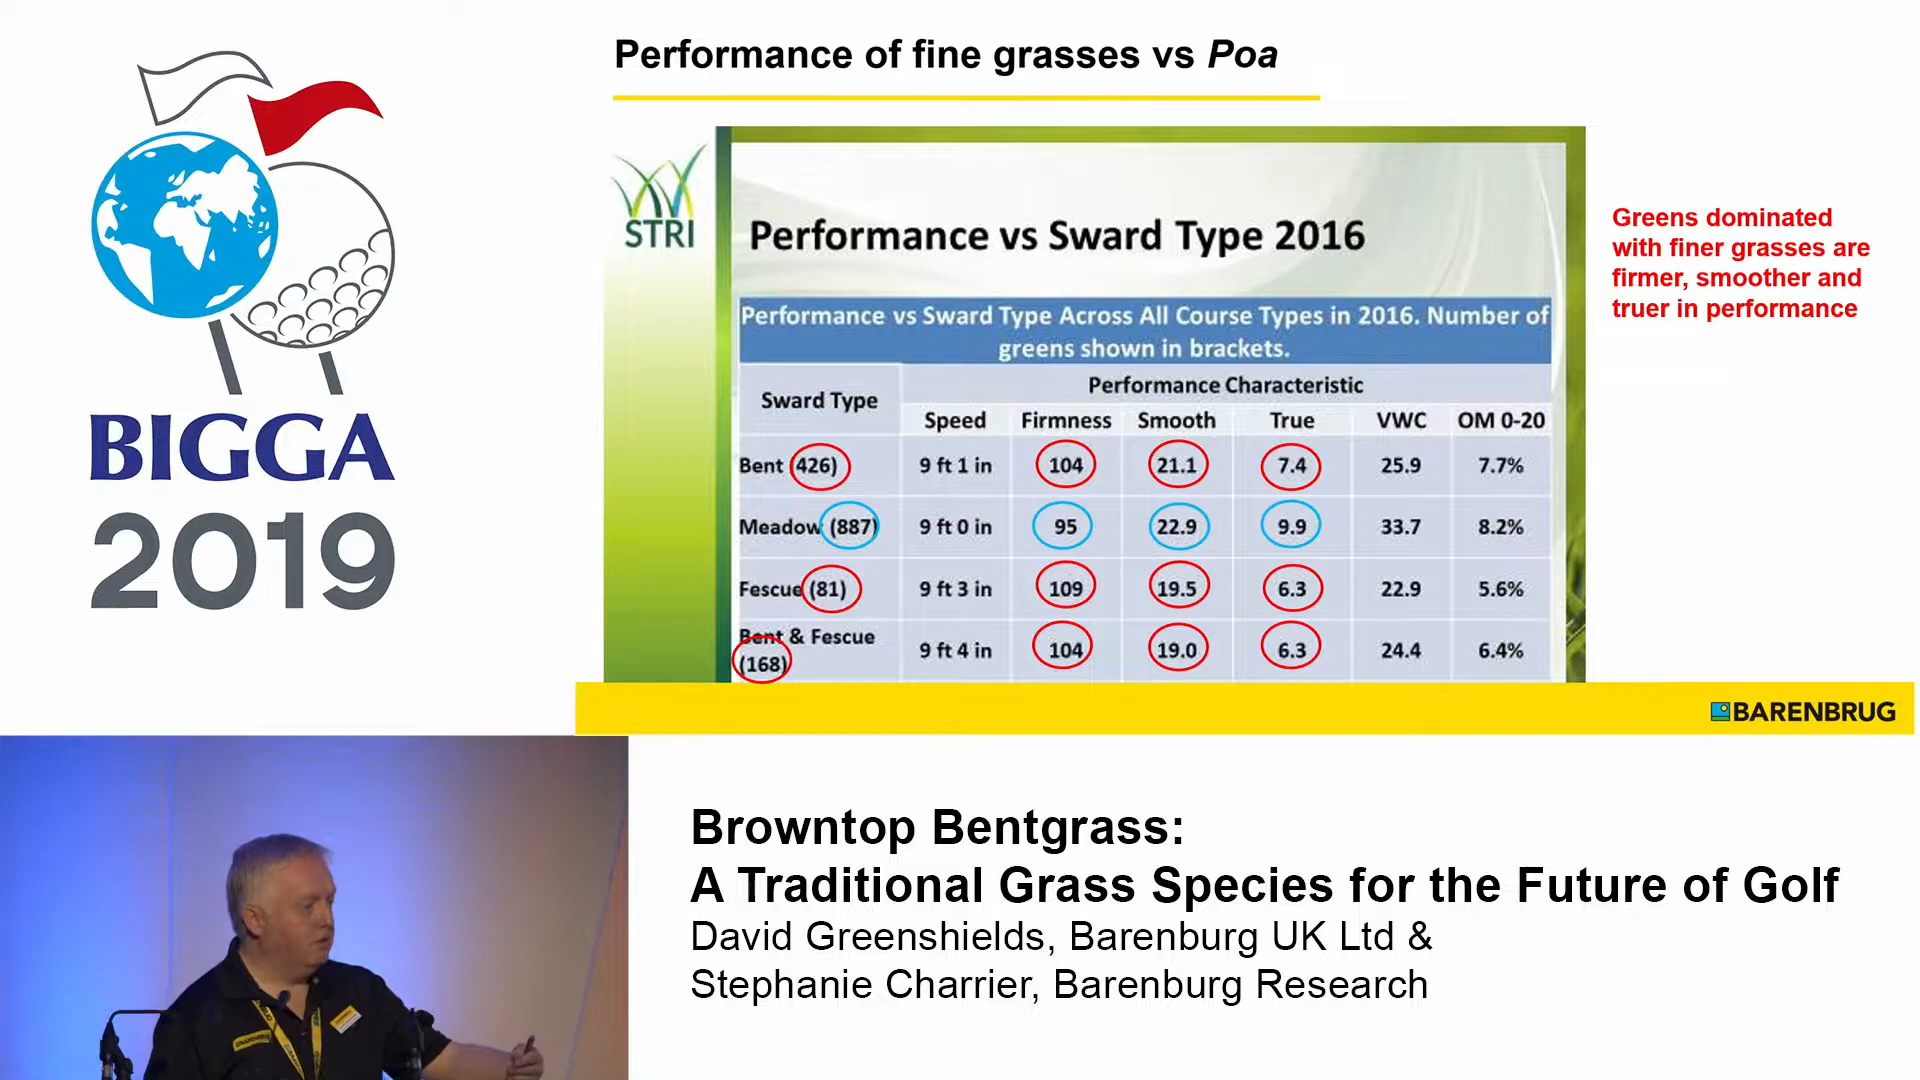 BIGGA
2019
Performance of fine grasses vs Poa
STRI
Performance vs Sward Type 2016
Performance vs Sward Type Across All Course Types in 2016. Number of
greens shown in brackets.
Sward Type
Performance Characteristic
Speed Firmness Smooth True VWC OM 0-20
Bent (426) 9 ft 1 in 104 21.1 7.4 25.9 7.7%
Meadow (887) 9 ft 0 in 95 22.9 9.9 33.7 8.2%
Fescue (81) 9 ft 3 in 109 19.5 6.3 22.9 5.6%
Bent & Fescue
(168) 9 ft 4 in 104 19.0 6.3 24.4 6.4%
Greens dominated
with finer grasses are
firmer, smoother and
truer in performance
BARENBRUG
Browntop Bentgrass:
A Traditional Grass Species for the Future of Golf
David Greenshields, Barenburg UK Ltd &
Stephanie Charrier, Barenburg Research
BARENBRUG